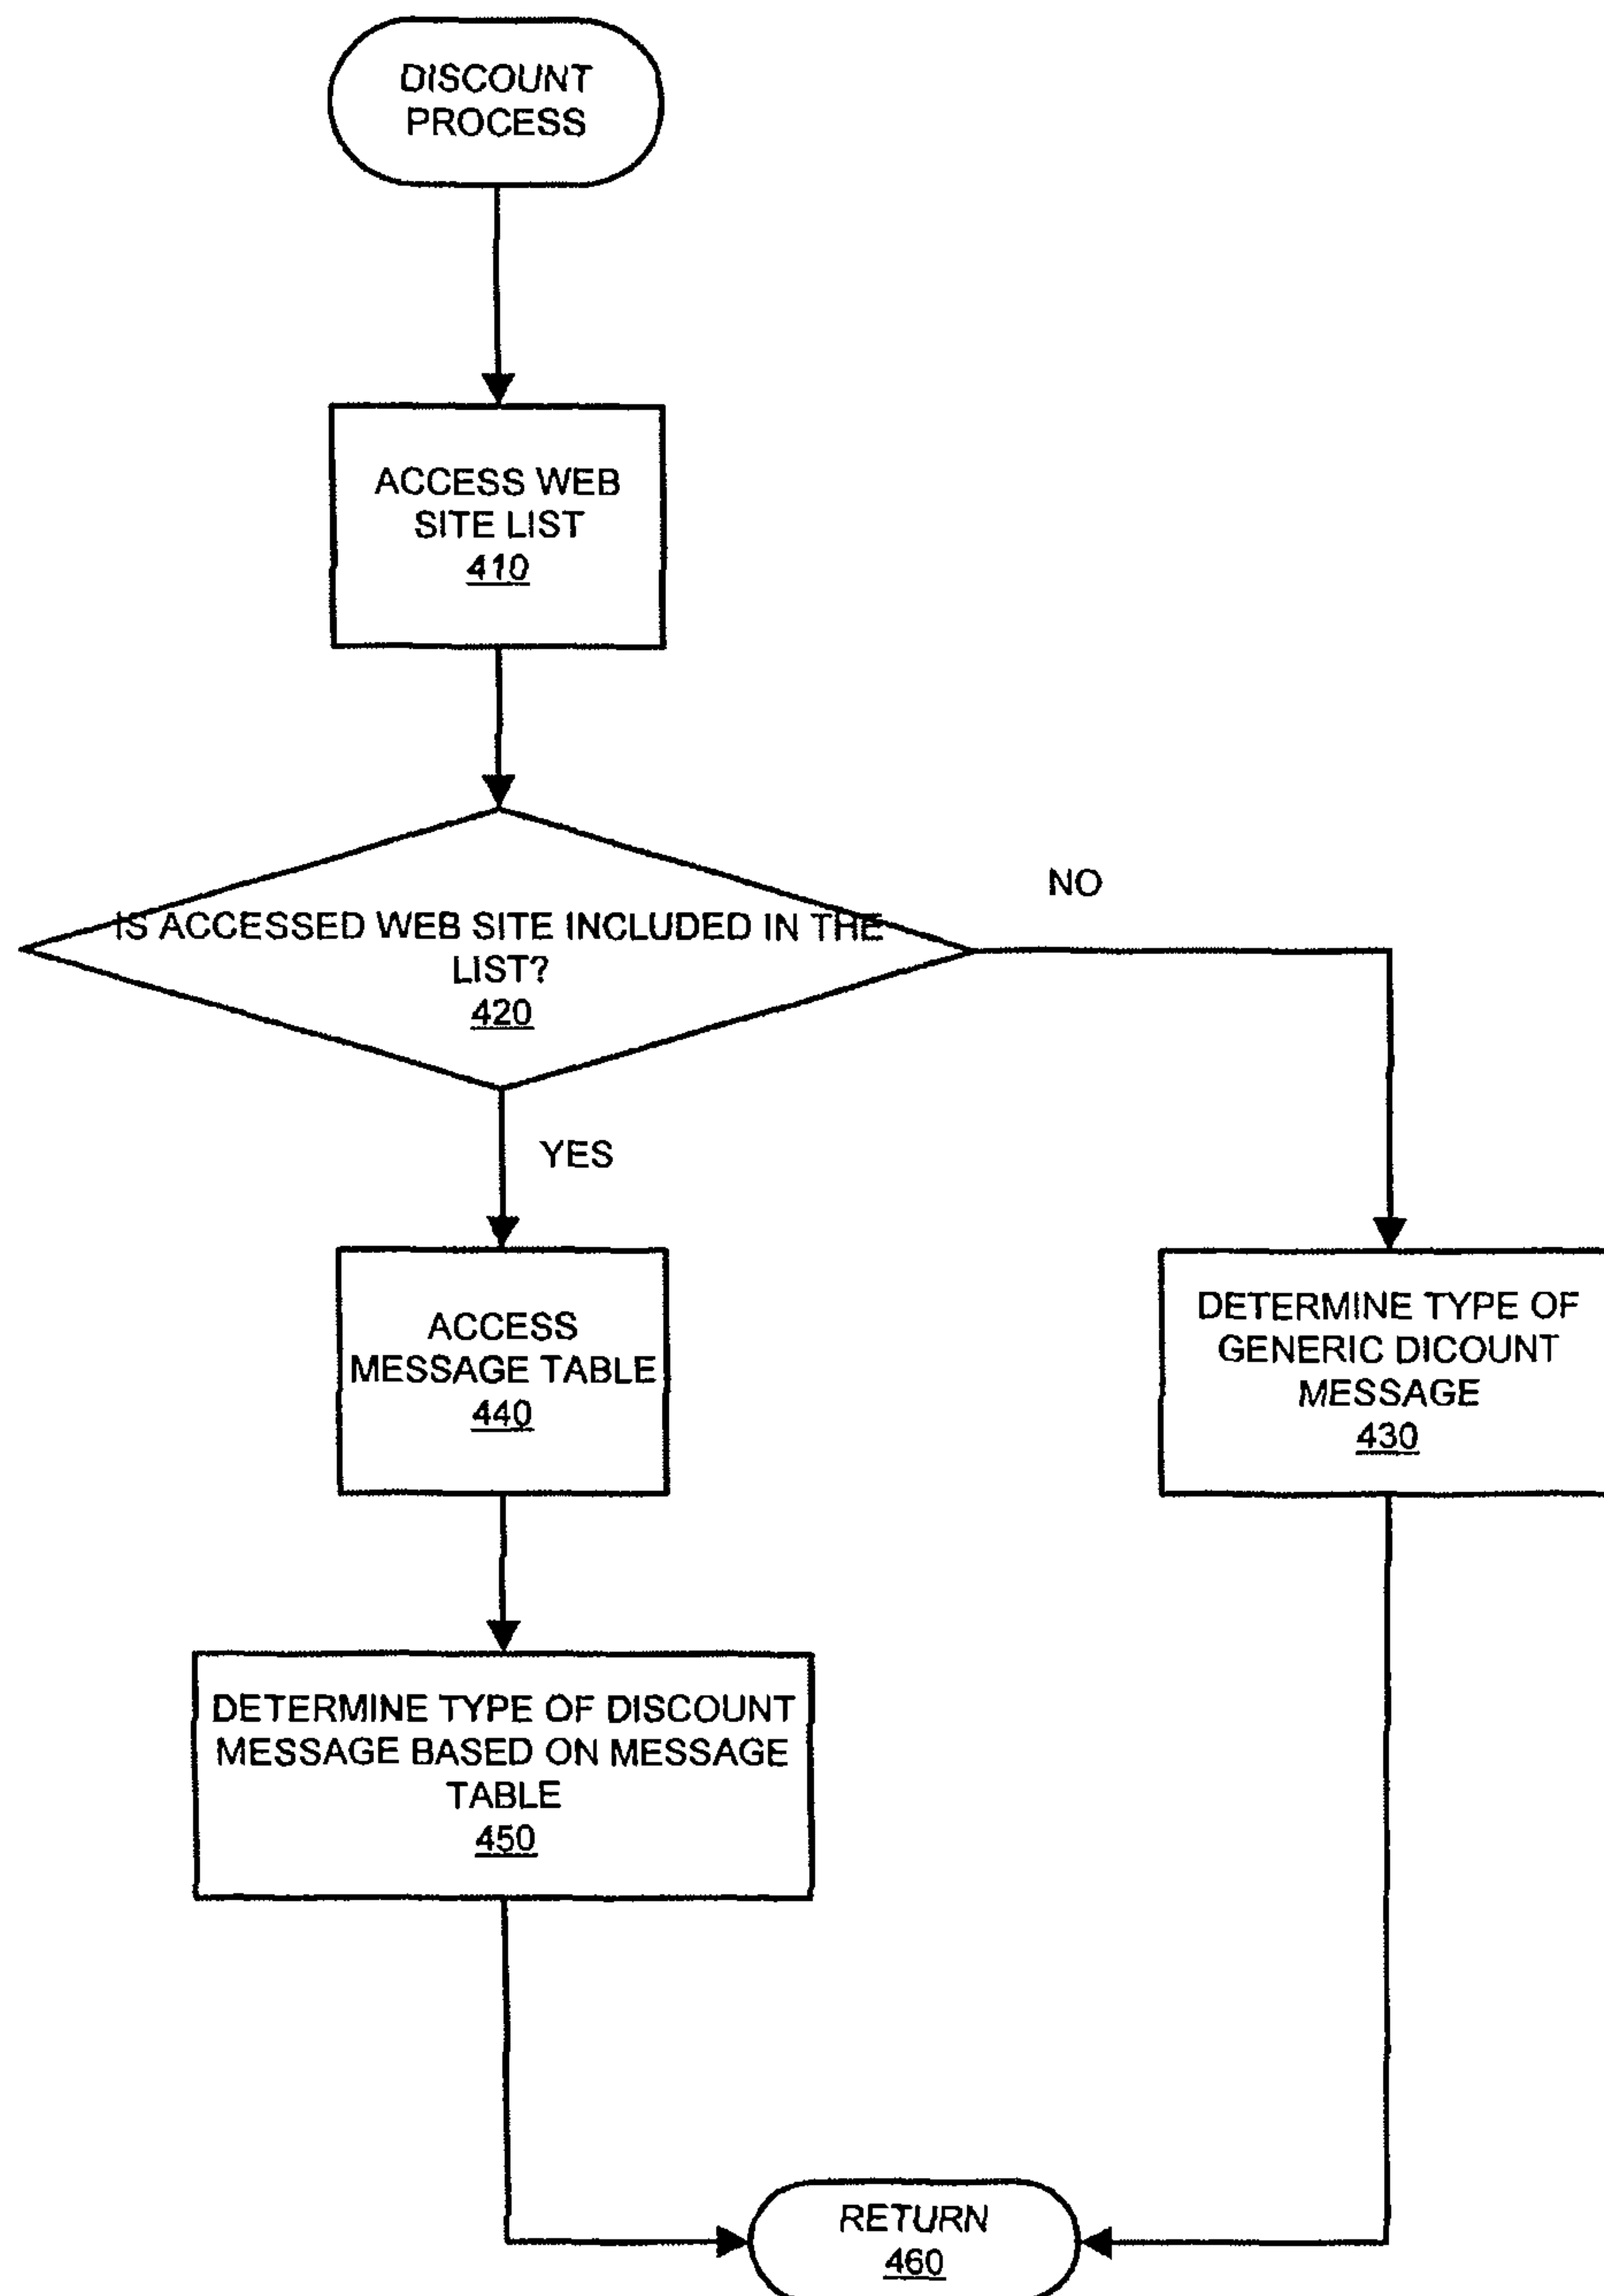 DISCOUNT
PROCESS
ACCESS WEB
SITE LIST
410
IS ACCESSED WEB SITE INCLUDED IN THE
LIST?
420
NO
YES
ACCESS
MESSAGE TABLE
440
DETERMINE TYPE OF
GENERIC DICOUNT
MESSAGE
430
DETERMINE TYPE OF DISCOUNT
MESSAGE BASED ON MESSAGE
TABLE
450
RETURN
460